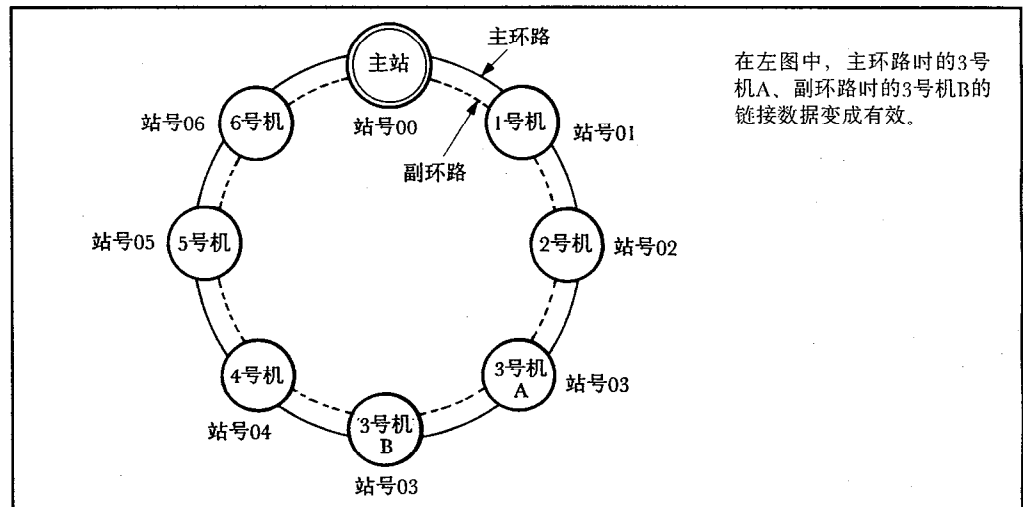 主环路
主站
在左图中，主环路时的3号
机A、副环路时的3号机B的
链接数据变成有效。
站号06
6号机
站号00
1号机
站号01
副环路
站号05
5号机
2号机
站号02
4号机
3号机
A
站号03
站号04
3号机
B
站号03